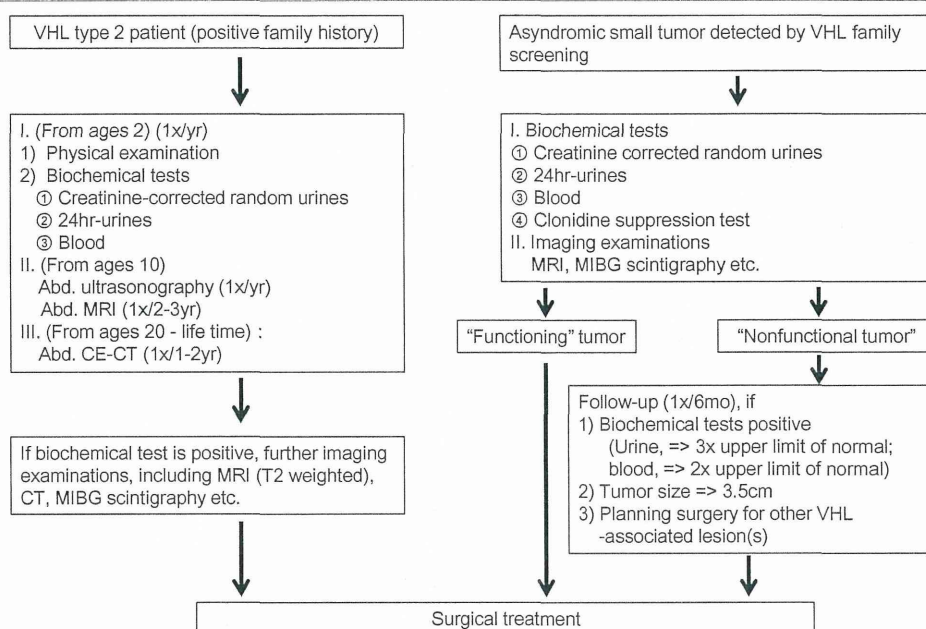 VHL type 2 patient (positive family history)
I. (From ages 2) (1x/yr)
1) Physical examination
2) Biochemical tests
① Creatinine-corrected random urines
② 24hr-urines
③ Blood
II. (From ages 10)
Abd. ultrasonography (1x/yr)
Abd. MRI (1x/2-3yr)
III. (From ages 20 - life time) :
Abd. CE-CT (1x/1-2yr)
If biochemical test is positive, further imaging
examinations, including MRI (T2 weighted),
CT, MIBG scintigraphy etc.
Asyndromic small tumor detected by VHL family
screening
I. Biochemical tests
① Creatinine corrected random urines
② 24hr-urines
③ Blood
④ Clonidine suppression test
II. Imaging examinations
MRI, MIBG scintigraphy etc.
"Functioning" tumor
"Nonfunctional tumor"
Follow-up (1x/6mo), if
1) Biochemical tests positive
(Urine, => 3x upper limit of normal;
blood, => 2x upper limit of normal)
2) Tumor size => 3.5cm
3) Planning surgery for other VHL
-associated lesion(s)
Surgical treatment